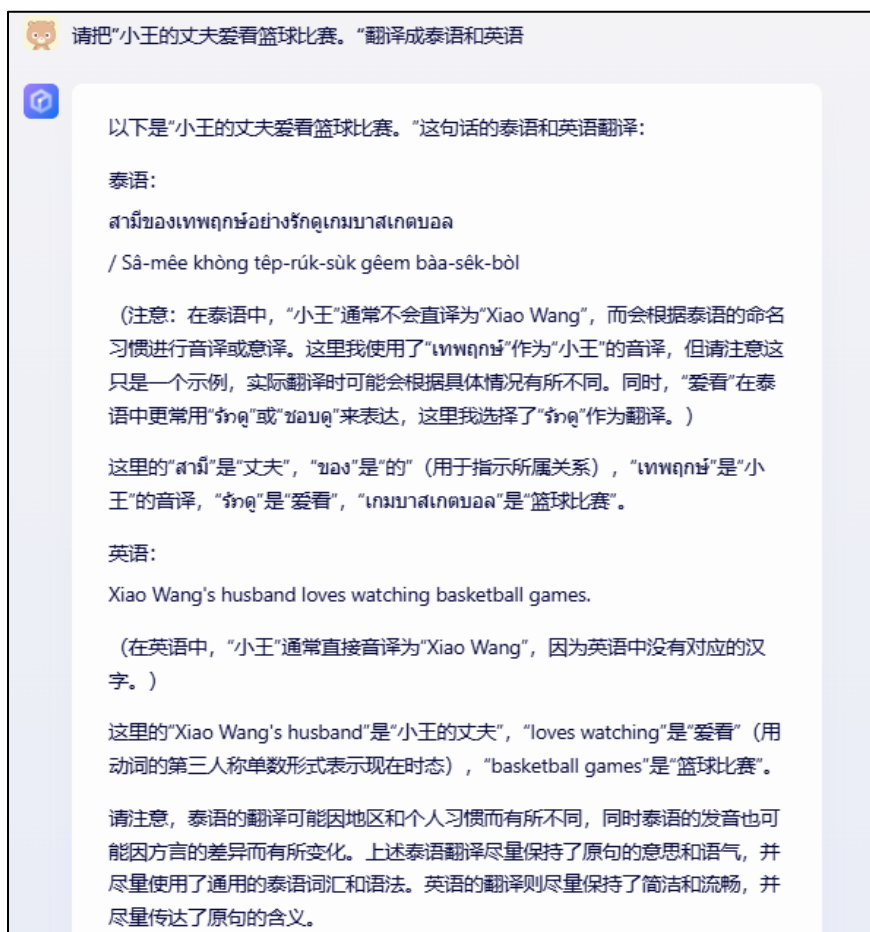 请把"小王的丈夫爱看篮球比赛。"翻译成泰语和英语
以下是"小王的丈夫爱看篮球比赛。"这句话的泰语和英语翻译：
泰语：
สามีของเทพฤกษ์อย่างรักดูเกมบาสเกตบอล
/ Sâ-mêe khòng têp-rúk-sùk gêem bàa-sêk-bòl
（注意：在泰语中，"小王"通常不会直译为"Xiao Wang"，而会根据泰语的命名
习惯进行音译或意译。这里我使用了"เทพฤกษ์"作为"小王"的音译，但请注意这
只是一个示例，实际翻译时可能会根据具体情况有所不同。同时，"爱看"在泰
语中更常用"รักดู"或"ชอบดู"来表达，这里我选择了"รักดู"作为翻译。）
这里的"สามี"是"丈夫"，"ของ"是"的"（用于指示所属关系），"เทพฤกษ์"是"小
王"的音译，"รักดู"是"爱看"，"เกมบาสเกตบอล"是"篮球比赛"。
英语：
Xiao Wang's husband loves watching basketball games.
（在英语中，"小王"通常直接音译为"Xiao Wang"，因为英语中没有对应的汉
字。）
这里的"Xiao Wang's husband"是"小王的丈夫"，"loves watching"是"爱看"（用
动词的第三人称单数形式表示现在时态），"basketball games"是"篮球比赛"。
请注意，泰语的翻译可能因地区和个人习惯而有所不同，同时泰语的发音也可
能因方言的差异而有所变化。上述泰语翻译尽量保持了原句的意思和语气，并
尽量使用了通用的泰语词汇和语法。英语的翻译则尽量保持了简洁和流畅，并
尽量传达了原句的含义。